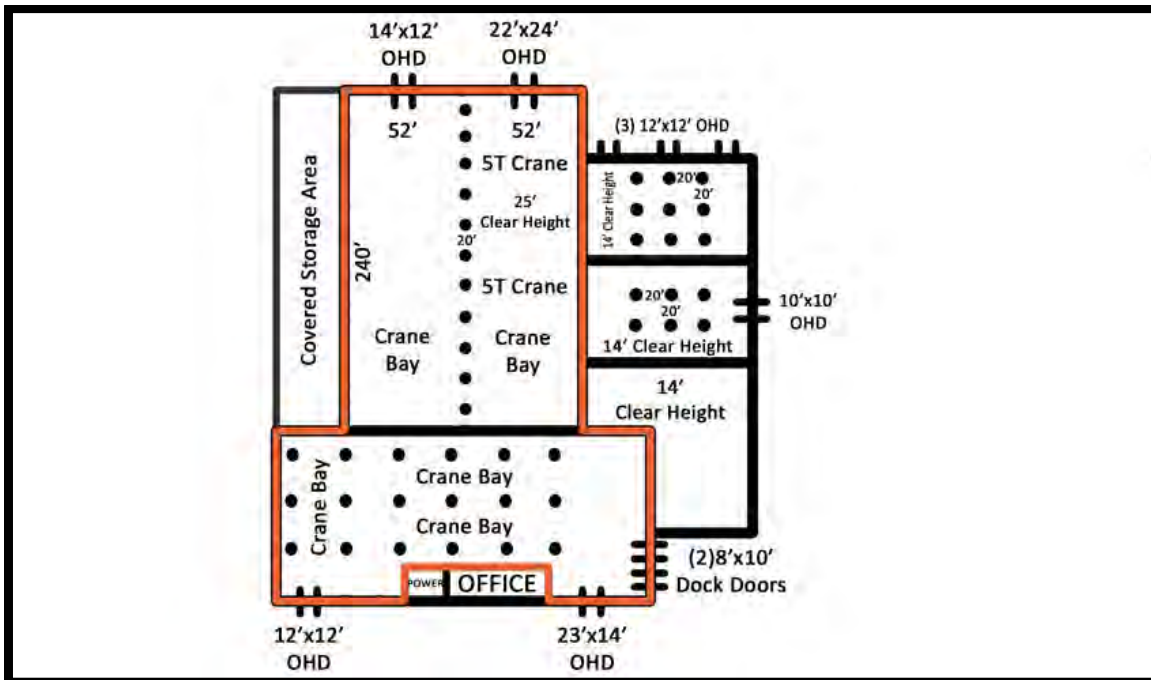 14'x12'
OHD
22'x24'
OHD
(3) 12'x12' OHD
52'
52'
5T Crane
25'
Clear Height
20'
5T Crane
240'
Covered Storage Area
Crane
Bay
Crane
Bay
14' Clear Height
20'
20'
20'
20'
14' Clear Height
10'x10'
OHD
14'
Clear Height
Crane Bay
Crane Bay
Crane Bay
POWER
OFFICE
(2)8'x10'
Dock Doors
12'x12'
OHD
23'x14'
OHD